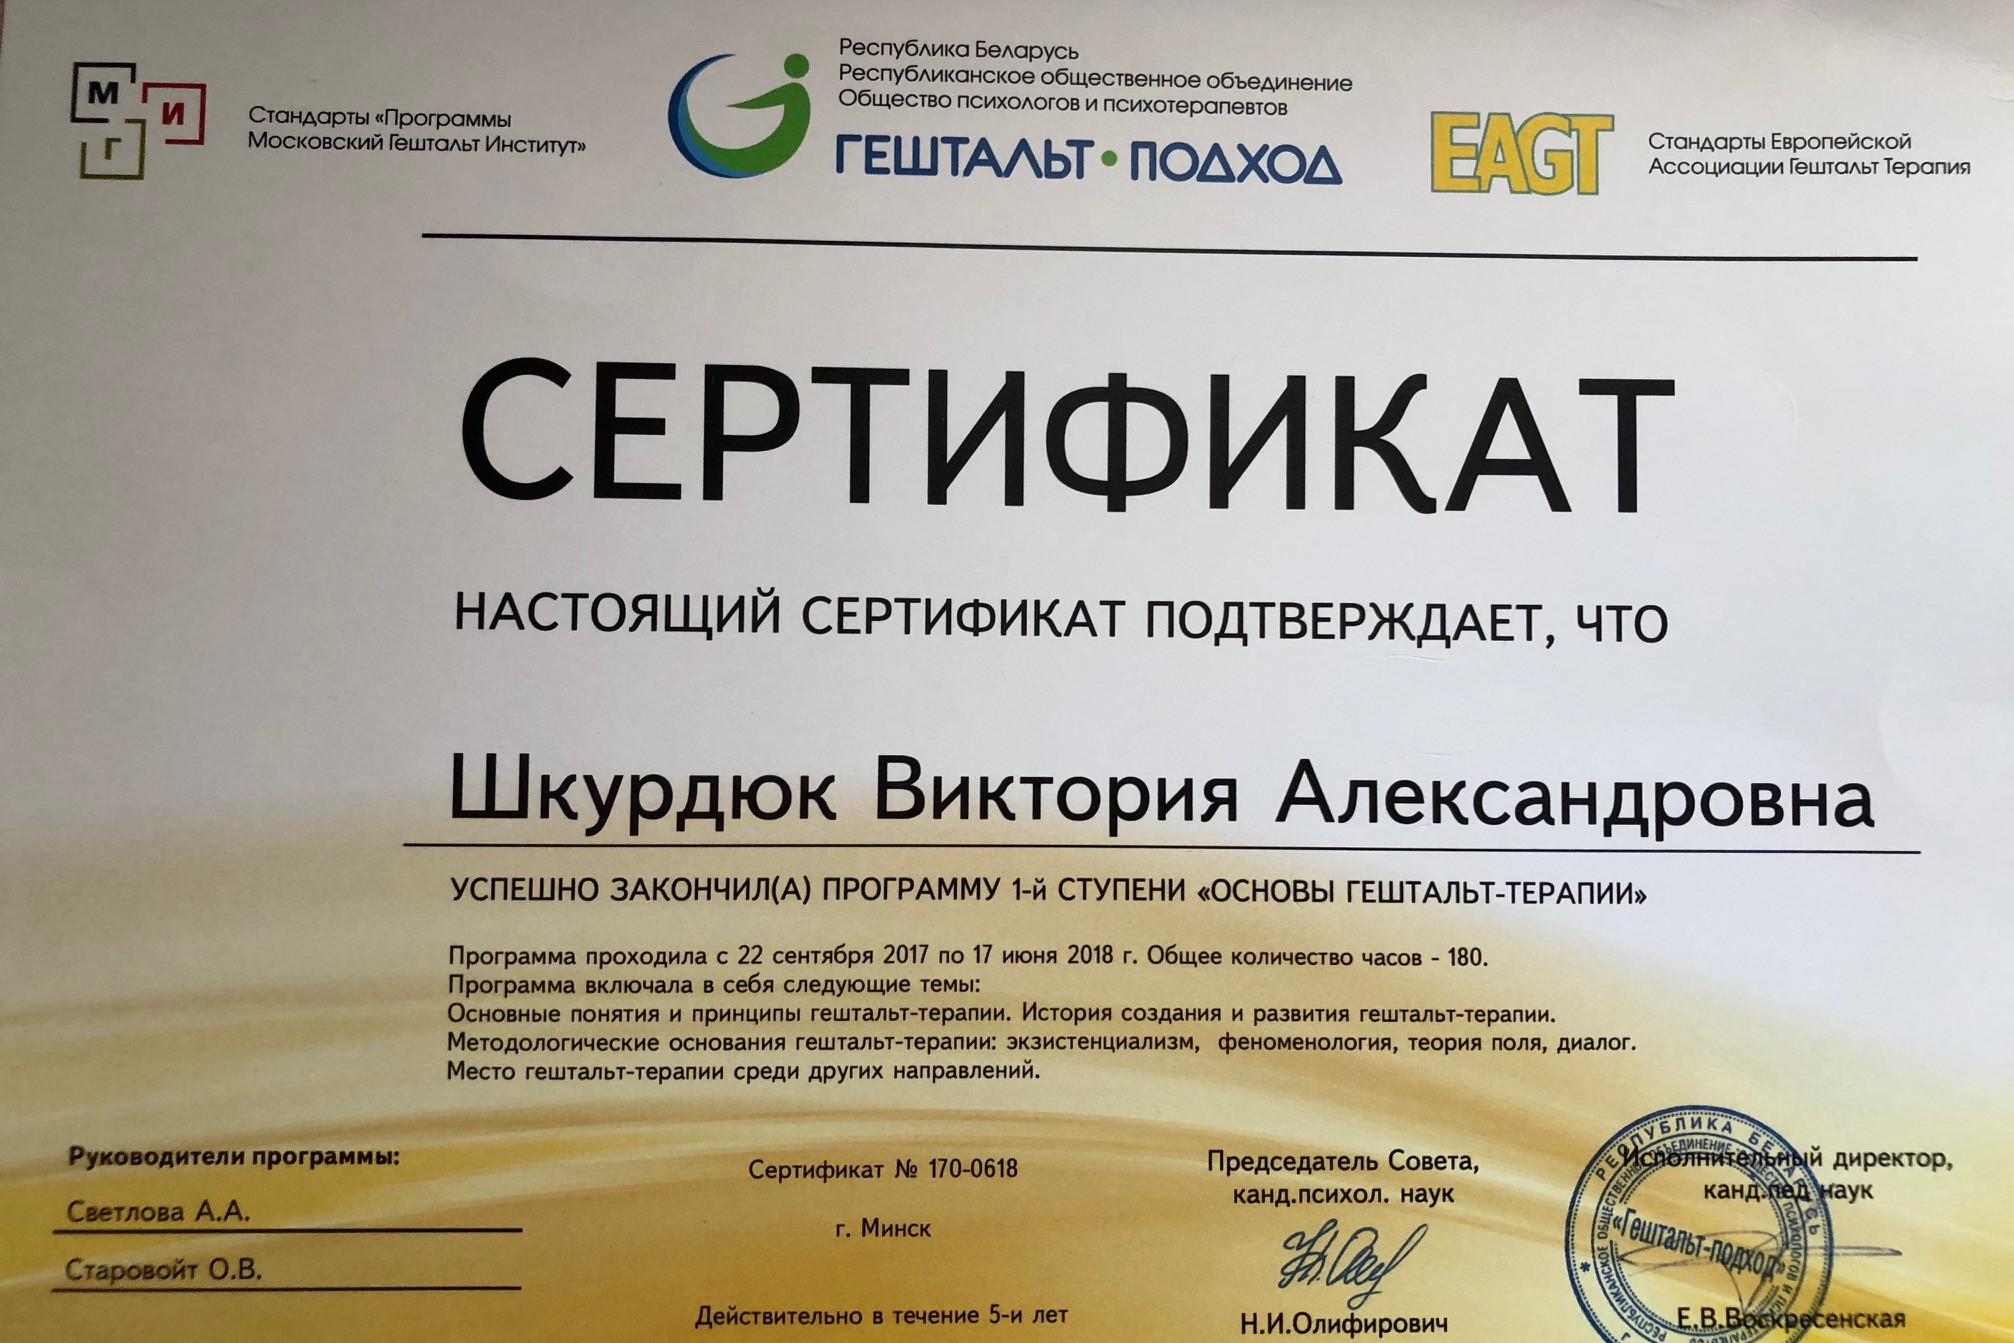 МИГ
Стандарты «Программы
Московский Гештальт Институт»
Республика Беларусь
Республиканское общественное объединение
Общество психологов и психотерапевтов
ГЕШТАЛЬТ•ПОДХОД
EAGT
Стандарты Европейской
Ассоциации Гештальт Терапия
СЕРТИФИКАТ
НАСТОЯЩИЙ СЕРТИФИКАТ ПОДТВЕРЖДАЕТ, ЧТО
Шкурдюк Виктория Александровна
УСПЕШНО ЗАКОНЧИЛ(А) ПРОГРАММУ 1-й СТУПЕНИ «ОСНОВЫ ГЕШТАЛЬТ-ТЕРАПИИ»
Программа проходила с 22 сентября 2017 по 17 июня 2018 г. Общее количество часов - 180.
Программа включала в себя следующие темы:
Основные понятия и принципы гештальт-терапии. История создания и развития гештальт-терапии.
Методологические основания гештальт-терапии: экзистенциализм, феноменология, теория поля, диалог.
Место гештальт-терапии среди других направлений.
Руководители программы:
Светлова А.А.
Старовойт О.В.
Сертификат № 170-0618
г. Минск
Действительно в течение 5-и лет
Председатель Совета,
канд.психол. наук
Н.И.Олифирович
Исполнительный директор,
канд.пед наук
Е.В.Воскресенская
РЕСПУБЛИКА БЕЛАРУСЬ
«Гештальт-подход»